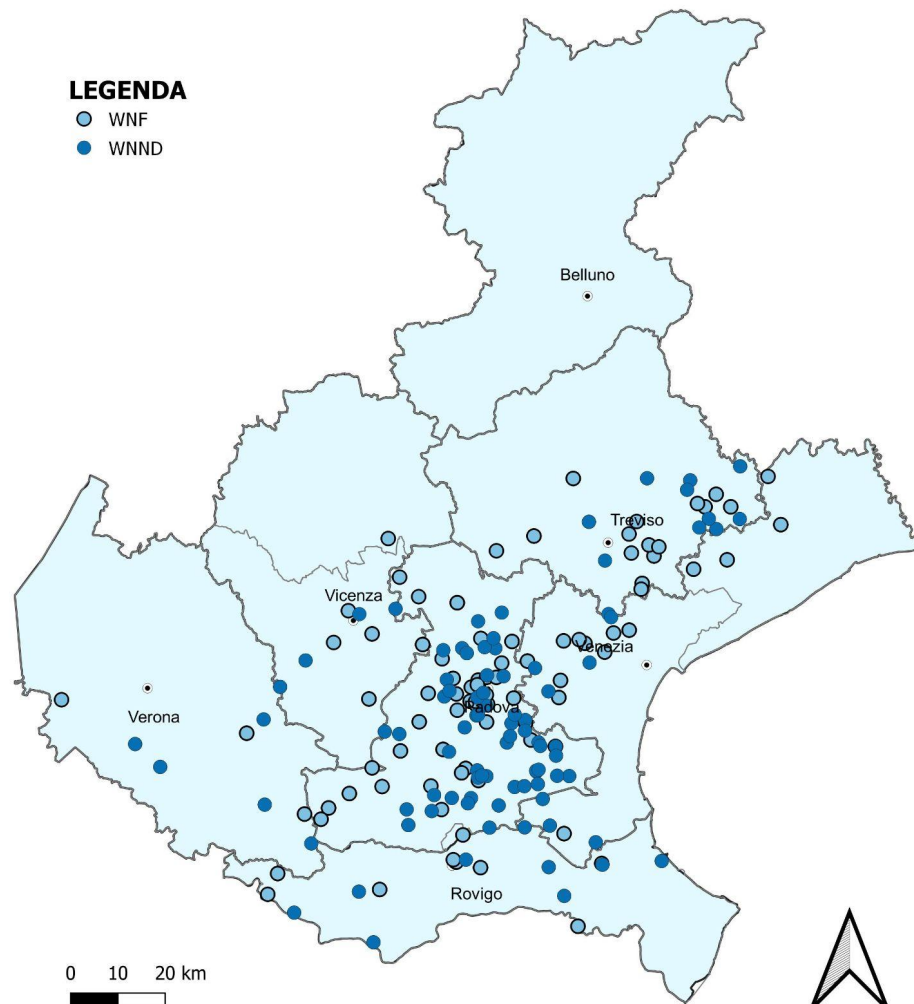 LEGENDA
WNF
WNND
Belluno
Treviso
Vicenza
Venezia
Verona
Padova
Rovigo
0 10 20 km